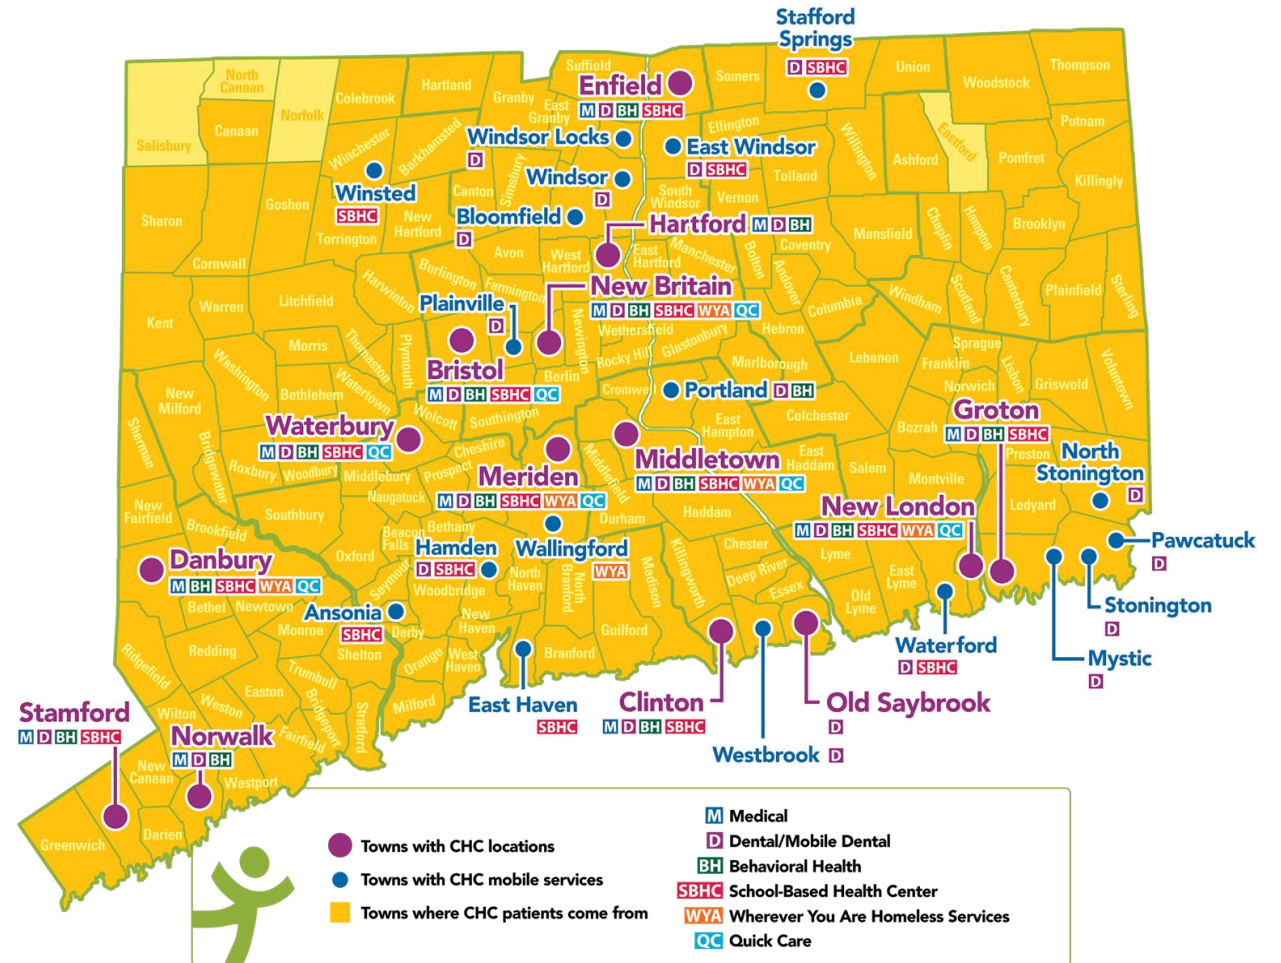 Stafford
Springs
D SBHC
North
Canaan
Suffield
Enfield
M D BH SBHC
Somers
Union
Woodstock
Thompson
Colebrook
Hartland
Granby
East
Granby
Norfolk
Canaan
Salisbury
Winchester
Barkhamsted
Windsor Locks
D
East Windsor
D SBHC
Ellington
Willington
Ashford
Eastford
Pomfret
Putnam
Killingly
Winsted
SBHC
Canton
Simsbury
Windsor
D
South
Windsor
Vernon
Tolland
Sharon
Goshen
Torrington
New
Hartford
Bloomfield
D
Hartford M D BH
Mansfield
Chaplin
Hampton
Brooklyn
Cornwall
Avon
West
Hartford
East
Hartford
Manchester
Bolton
Coventry
Andover
Burlington
Farmington
Harwinton
Litchfield
Warren
Kent
New Britain
M D BH SBHC WYA QC
Columbia
Windham
Scotland
Canterbury
Plainfield
Sterling
Plainville
D
Newington
Wethersfield
Rocky Hill
Glastonbury
Hebron
Morris
Thomaston
Plymouth
Bristol
M D BH SBHC QC
Berlin
Marlborough
Lebanon
Sprague
Franklin
Lisbon
Griswold
Voluntown
Washington
Bethlehem
Watertown
Cromwell
Portland D BH
Norwich
New
Milford
Sherman
Bridgewater
Waterbury
M D BH SBHC QC
Wolcott
Southington
East
Hampton
Colchester
Bozrah
Groton
M D BH SBHC
Preston
North
Stonington
D
Roxbury
Woodbury
Middlebury
Prospect
Cheshire
Meriden
M D BH SBHC WYA QC
Middlefield
Middletown
M D BH SBHC WYA QC
East
Haddam
Salem
Montville
Ledyard
New
Fairfield
Brookfield
Southbury
Naugatuck
Beacon
Falls
Bethany
Durham
Haddam
New London
M D BH SBHC WYA QC
Danbury
M BH SBHC WYA QC
Oxford
Seymour
Hamden
D SBHC
Wallingford
WYA
North
Haven
North
Branford
Madison
Killingworth
Chester
Deep River
Essex
Lyme
Old
Lyme
East
Lyme
Pawcatuck
D
Stonington
D
Mystic
D
Waterford
D SBHC
Bethel
Newtown
Woodbridge
Ansonia
SBHC
Derby
New
Haven
Monroe
Shelton
Orange
West
Haven
Branford
Guilford
Ridgefield
Redding
Trumbull
Easton
Weston
Wilton
Bridgeport
Fairfield
Stratford
Milford
East Haven
SBHC
Clinton
M D BH SBHC
Old Saybrook
D
Westbrook D
Stamford
M D BH SBHC
Norwalk
M D BH
New
Canaan
Westport
Darien
Greenwich
Towns with CHC locations
Towns with CHC mobile services
Towns where CHC patients come from
M Medical
D Dental/Mobile Dental
BH Behavioral Health
SBHC School-Based Health Center
WYA Wherever You Are Homeless Services
QC Quick Care